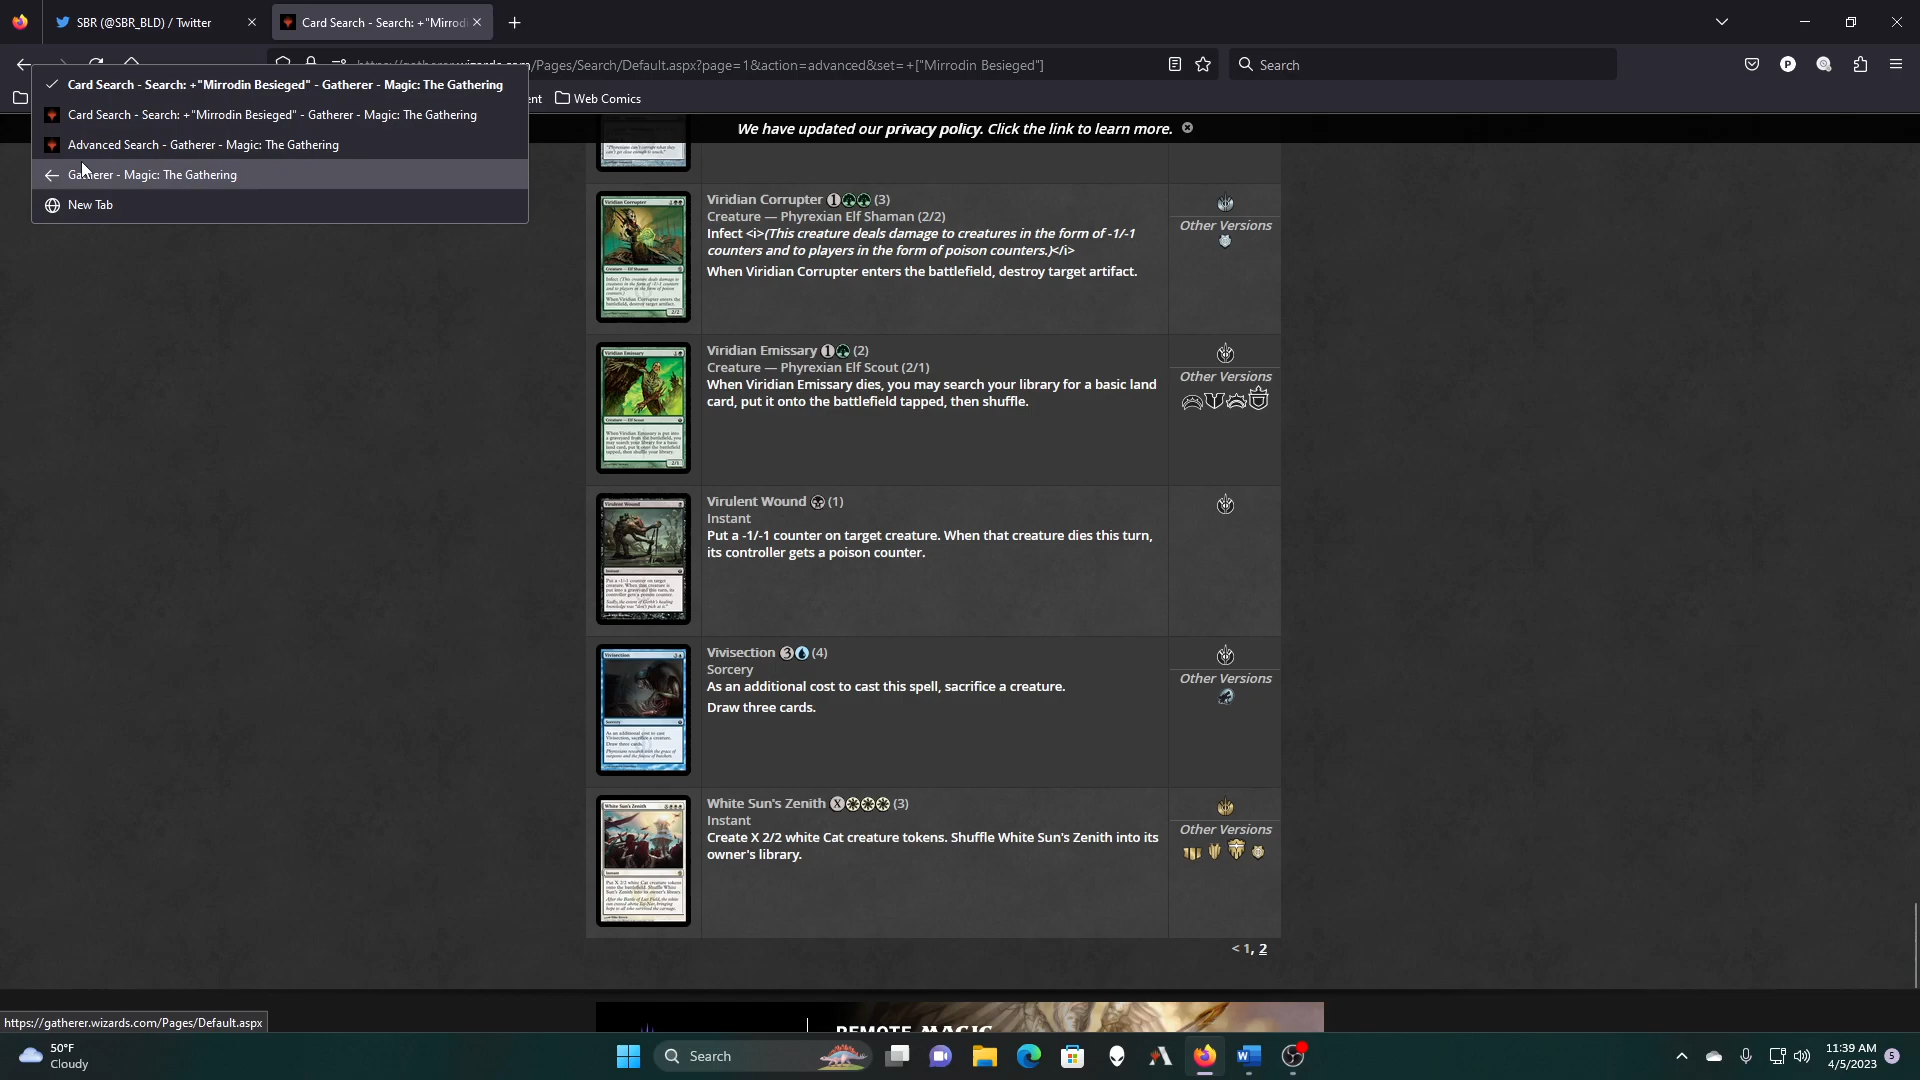 SBR (@SBR_BLD) / Twitter
Card Search - Search: +"Mirrod
/Pages/Search/Default.aspx?page=1&action=advanced&set=+["Mirrodin Besieged"]
Search
Card Search - Search: +"Mirrodin Besieged" - Gatherer - Magic: The Gathering
Card Search - Search: +"Mirrodin Besieged" - Gatherer - Magic: The Gathering
Advanced Search - Gatherer - Magic: The Gathering
Gatherer - Magic: The Gathering
New Tab
Web Comics
We have updated our privacy policy. Click the link to learn more.
Viridian Corrupter 1 (3)
Creature — Phyrexian Elf Shaman (2/2)
Infect <i>(This creature deals damage to creatures in the form of -1/-1
counters and to players in the form of poison counters.)</i>
When Viridian Corrupter enters the battlefield, destroy target artifact.
Other Versions
Viridian Emissary 1 (2)
Creature — Phyrexian Elf Scout (2/1)
When Viridian Emissary dies, you may search your library for a basic land
card, put it onto the battlefield tapped, then shuffle.
Other Versions
Virulent Wound (1)
Instant
Put a -1/-1 counter on target creature. When that creature dies this turn,
its controller gets a poison counter.
Vivisection 3 (4)
Sorcery
As an additional cost to cast this spell, sacrifice a creature.
Draw three cards.
Other Versions
White Sun's Zenith X (3)
Instant
Create X 2/2 white Cat creature tokens. Shuffle White Sun's Zenith into its
owner's library.
Other Versions
< 1, 2
REMOTE MAGIC
https://gatherer.wizards.com/Pages/Default.aspx
50°F
Cloudy
Search
11:39 AM
4/5/2023
5